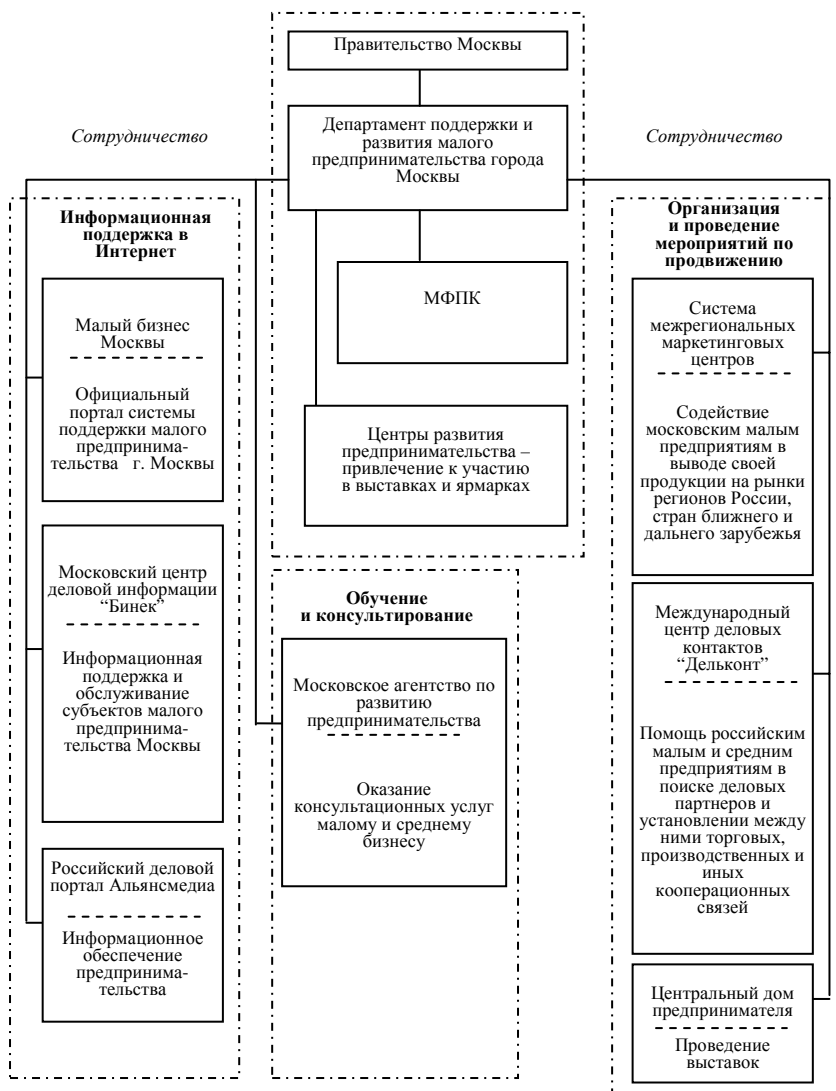 Правительство Москвы
Сотрудничество
Департамент поддержки и
развития малого
предпринимательства города
Москвы
Сотрудничество
Информационная
поддержка в
Интернет
Малый бизнес
Москвы
Официальный
портал системы
поддержки малого
предпринима-
тельства г. Москвы
Московский центр
деловой информации
“Бинек”
Информационная
поддержка и
обслуживание
субъектов малого
предпринима-
тельства Москвы
Российский деловой
портал Альянсмедиа
Информационное
обеспечение
предпринима-
тельства
МФПК
Центры развития
предпринимательства –
привлечение к участию
в выставках и ярмарках
Обучение
и консультирование
Московское агентство по
развитию
предпринимательства
Оказание
консультационных услуг
малому и среднему
бизнесу
Организация
и проведение
мероприятий по
продвижению
Система
межрегиональных
маркетинговых
центров
Содействие
московским малым
предприятиям в
выводе своей
продукции на рынки
регионов России,
стран ближнего и
дальнего зарубежья
Международный
центр деловых
контактов
“Дельконт”
Помощь российским
малым и средним
предприятиям в
поиске деловых
партнеров и
установлении между
ними торговых,
производственных и
иных
кооперационных
связей
Центральный дом
предпринимателя
Проведение
выставок